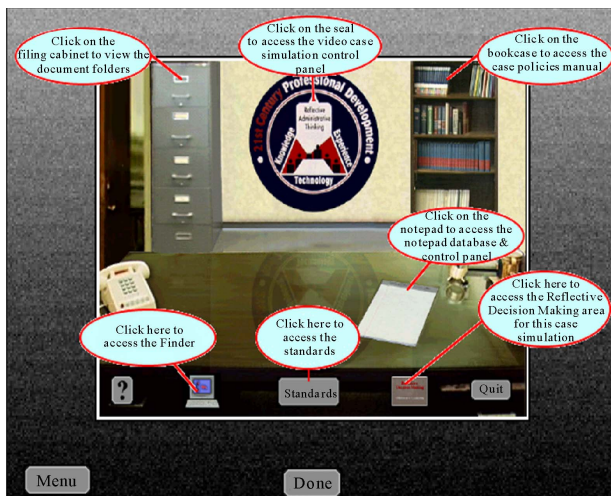 Click on the
filing cabinet to view the
document folders
Click on the seal
to access the video case
simulation control
panel
Click on the
bookcase to access the
case policies manual
21st Century Professional Development
Reflective
Administrative
Thinking
Knowledge
Experience
Technology
Click on the
notepad to access the
notepad database &
control panel
Click here to
access the Finder
Click here to
access the
standards
Click here to
access the Reflective
Decision Making area
for this case
simulation
?
Standards
Quit
Menu
Done